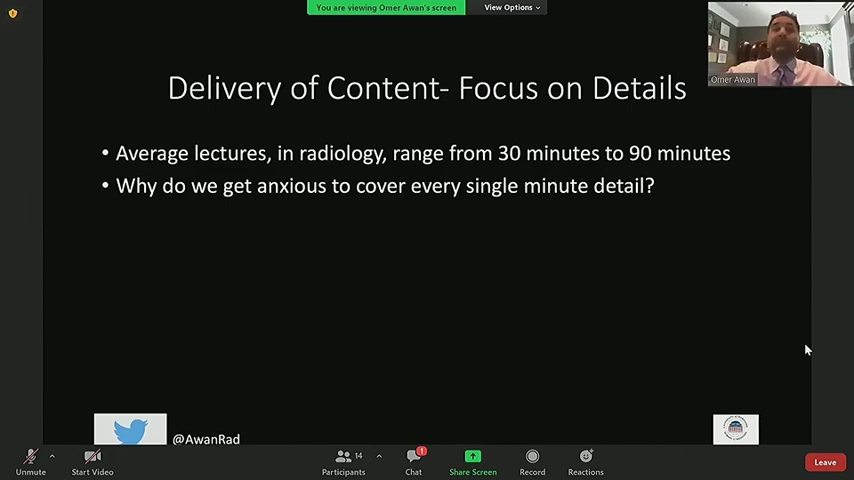 You are viewing Omer Awan's screen
View Options
Omer Awan
Delivery of Content- Focus on Details
• Average lectures, in radiology, range from 30 minutes to 90 minutes
• Why do we get anxious to cover every single minute detail?
@AwanRad
Unmute
Start Video
14
Participants
1
Chat
Share Screen
Record
Reactions
Leave